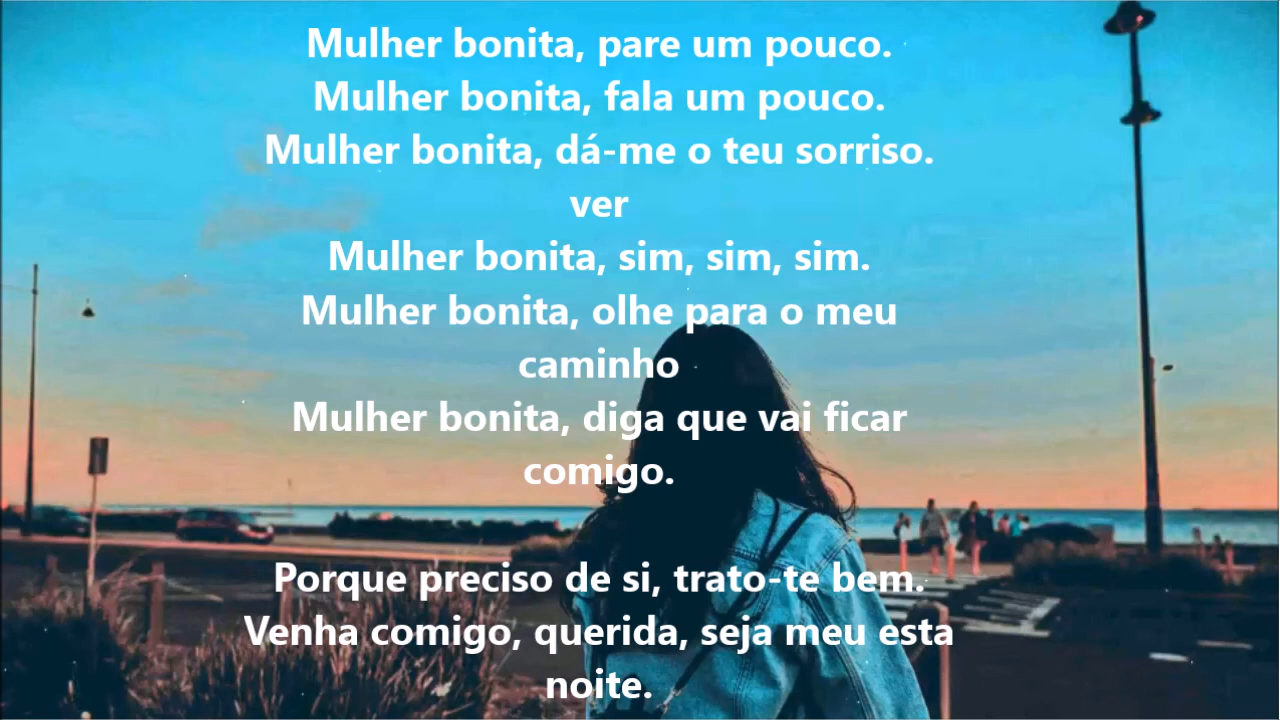 Mulher bonita, pare um pouco.
Mulher bonita, fala um pouco.
Mulher bonita, dá-me o teu sorriso.
ver
Mulher bonita, sim, sim, sim.
Mulher bonita, olhe para o meu
caminho
Mulher bonita, diga que vai ficar
comigo.
Porque preciso de si, trato-te bem.
Venha comigo, querida, seja meu esta
noite.